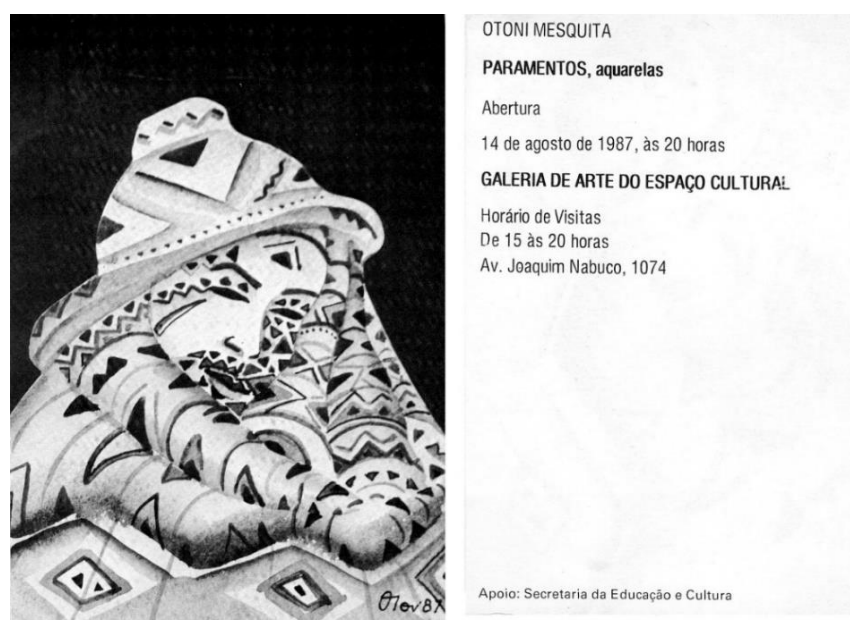 OTONI MESQUITA
PARAMENTOS, aquarelas
Abertura
14 de agosto de 1987, às 20 horas
GALERIA DE ARTE DO ESPAÇO CULTURAL
Horário de Visitas
De 15 às 20 horas
Av. Joaquim Nabuco, 1074
Apoio: Secretaria da Educação e Cultura